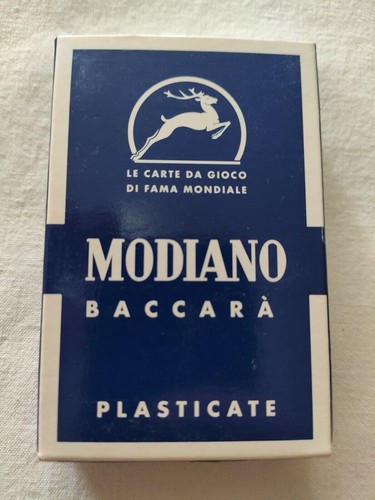 LE CARTE DA GIOCO
DI FAMA MONDIALE
MODIANO
BACCARÀ
PLASTICATE